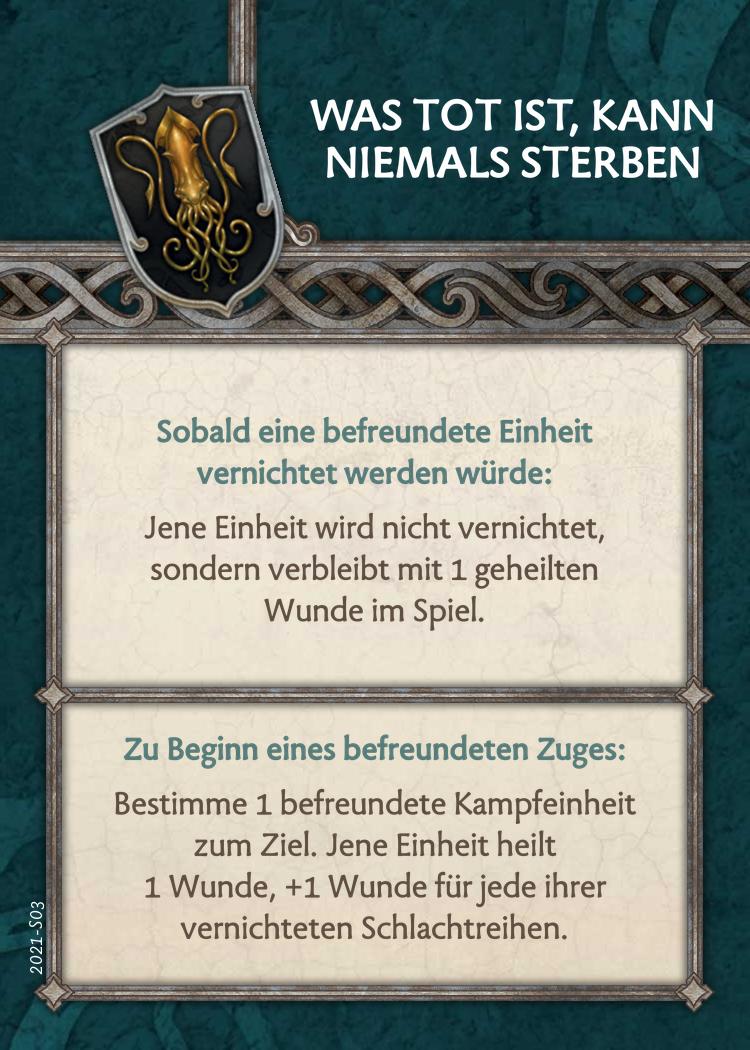 WAS TOT IST, KANN
NIEMALS STERBEN
Sobald eine befreundete Einheit
vernichtet werden würde:
Jene Einheit wird nicht vernichtet,
sondern verbleibt mit 1 geheilten
Wunde im Spiel.
Zu Beginn eines befreundeten Zuges:
Bestimme 1 befreundete Kampfeinheit
zum Ziel. Jene Einheit heilt
1 Wunde, +1 Wunde für jede ihrer
vernichteten Schlachtreihen.
2021-S03